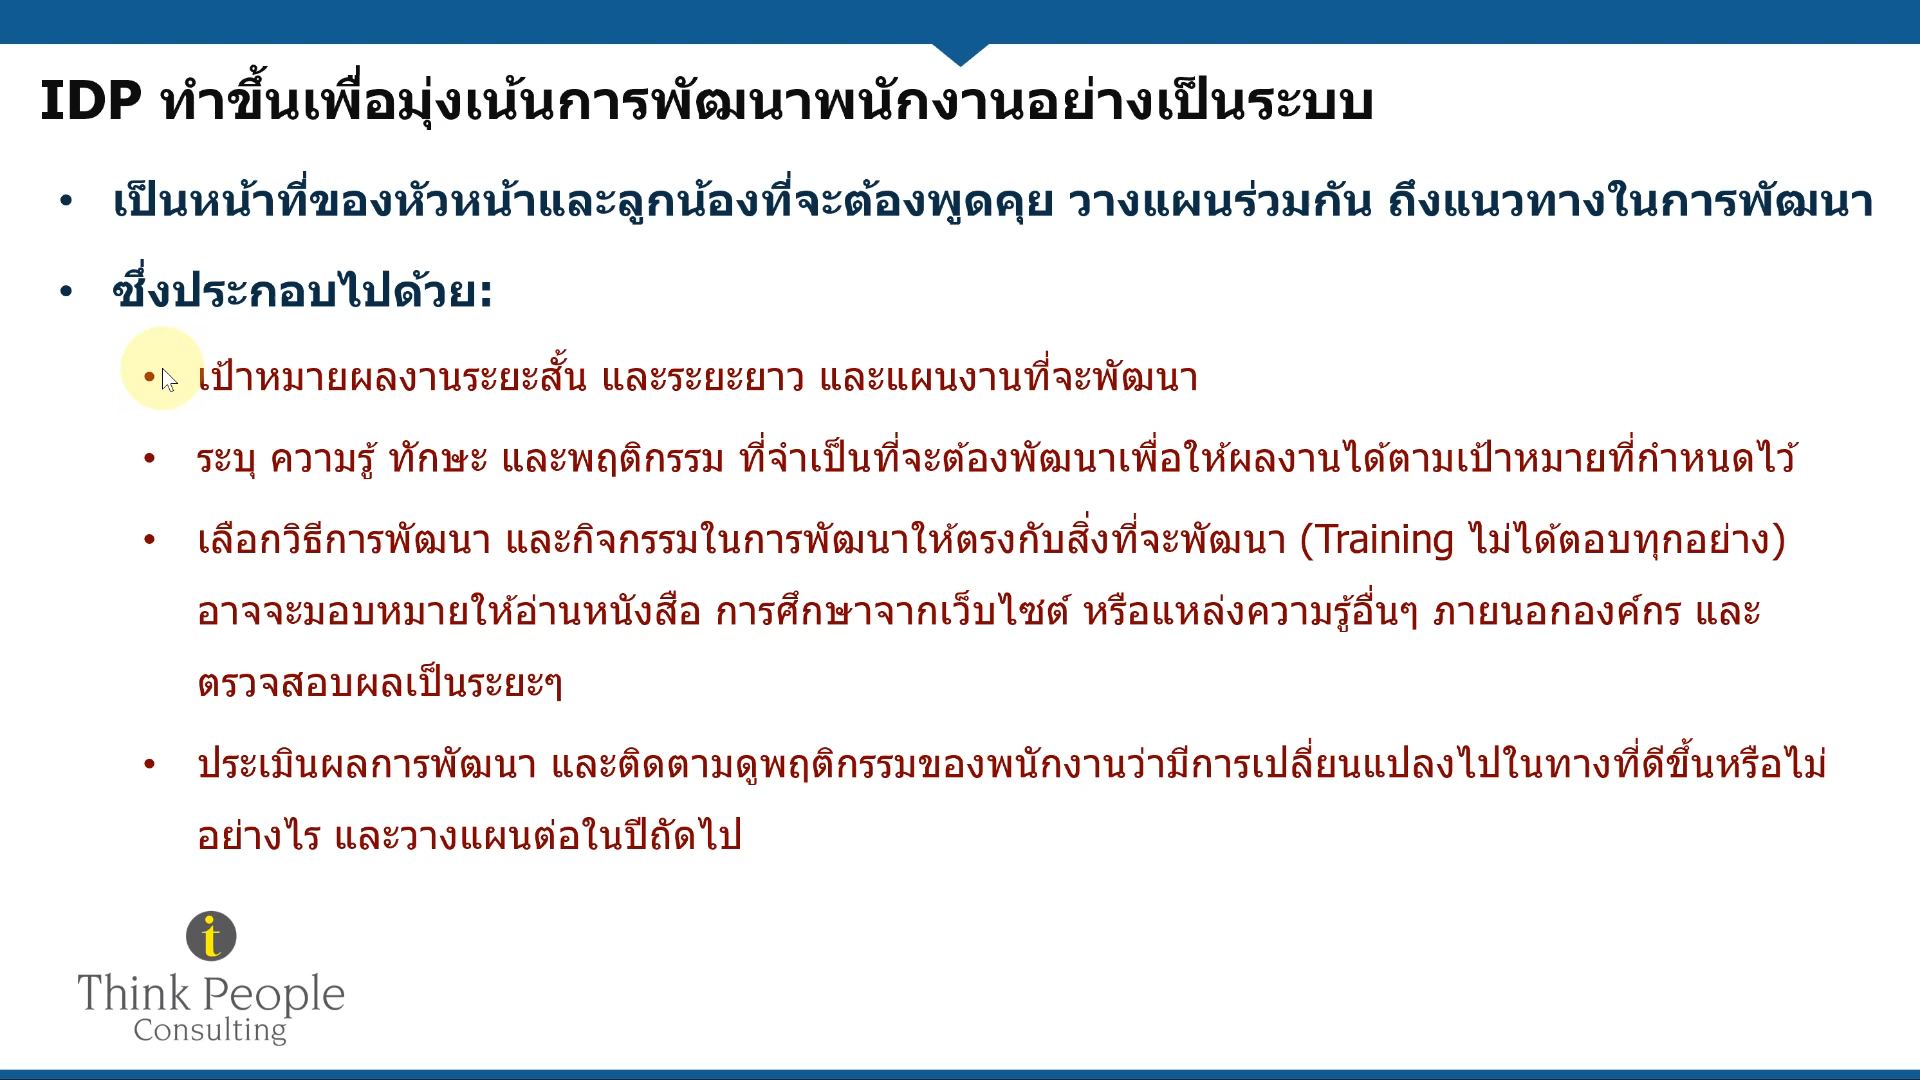 IDP ทำขึ้นเพื่อมุ่งเน้นการพัฒนาพนักงานอย่างเป็นระบบ
• เป็นหน้าที่ของหัวหน้าและลูกน้องที่จะต้องพูดคุย วางแผนร่วมกัน ถึงแนวทางในการพัฒนา
• ซึ่งประกอบไปด้วย:
• เป้าหมายผลงานระยะสั้น และระยะยาว และแผนงานที่จะพัฒนา
• ระบุ ความรู้ ทักษะ และพฤติกรรม ที่จำเป็นที่จะต้องพัฒนาเพื่อให้ผลงานได้ตามเป้าหมายที่กำหนดไว้
• เลือกวิธีการพัฒนา และกิจกรรมในการพัฒนาให้ตรงกับสิ่งที่จะพัฒนา (Training ไม่ได้ตอบทุกอย่าง)
อาจจะมอบหมายให้อ่านหนังสือ การศึกษาจากเว็บไซต์ หรือแหล่งความรู้อื่นๆ ภายนอกองค์กร และ
ตรวจสอบผลเป็นระยะๆ
• ประเมินผลการพัฒนา และติดตามดูพฤติกรรมของพนักงานว่ามีการเปลี่ยนแปลงไปในทางที่ดีขึ้นหรือไม่
อย่างไร และวางแผนต่อในปีถัดไป
Think People
Consulting